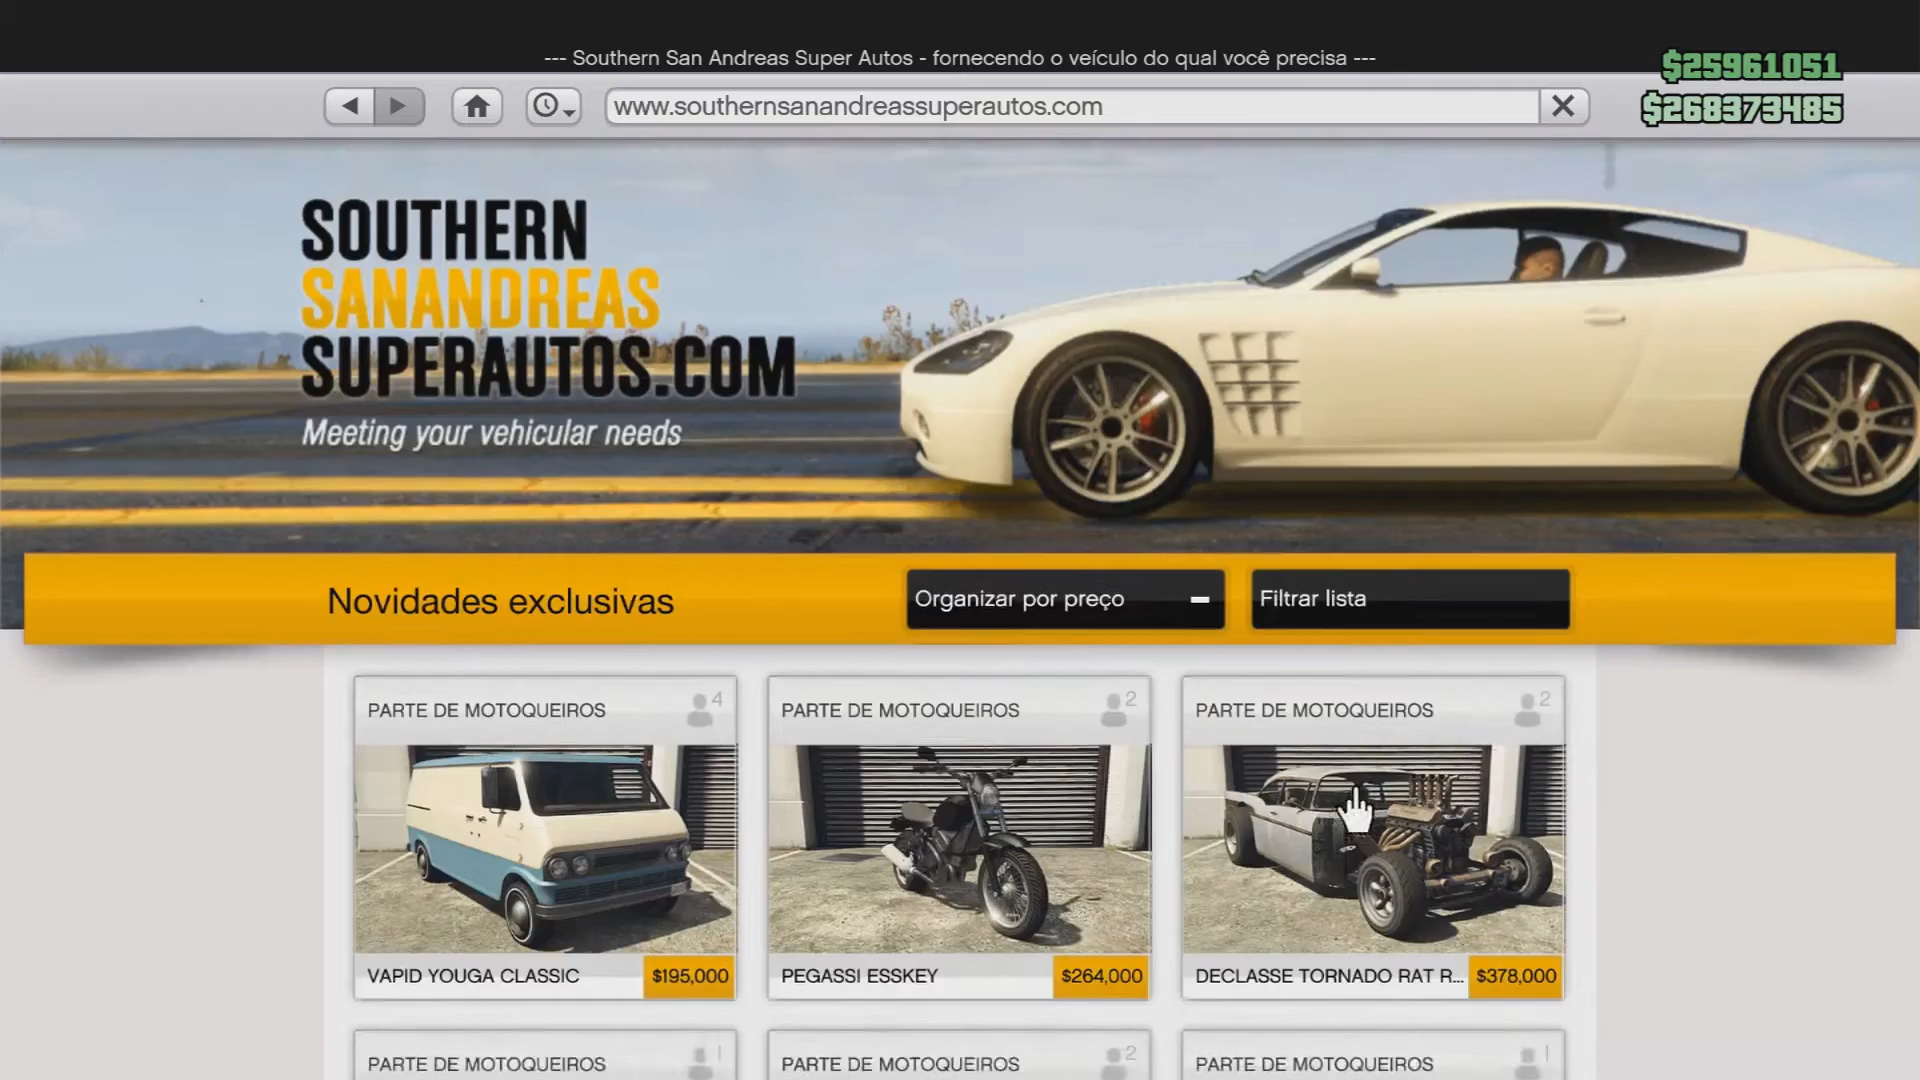 --- Southern San Andreas Super Autos - fornecendo o veículo do qual você precisa ---
$25961051
www.southernsanandreassuperautos.com
$268373485
SOUTHERN
SANANDREAS
SUPERAUTOS.COM
Meeting your vehicular needs
Novidades exclusivas
Organizar por preço
Filtrar lista
PARTE DE MOTOQUEIROS
4
PARTE DE MOTOQUEIROS
2
PARTE DE MOTOQUEIROS
2
VAPID YOUGA CLASSIC
$195,000
PEGASSI ESSKEY
$264,000
DECLASSE TORNADO RAT R...
$378,000
PARTE DE MOTOQUEIROS
1
PARTE DE MOTOQUEIROS
2
PARTE DE MOTOQUEIROS
1